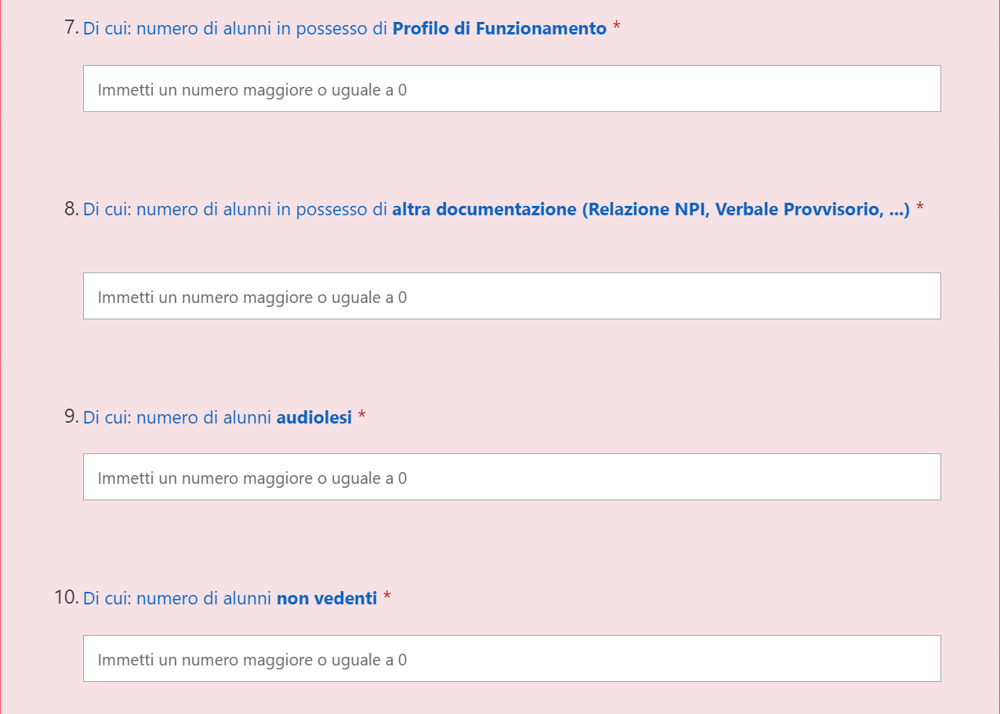 7. Di cui: numero di alunni in possesso di Profilo di Funzionamento *
Immetti un numero maggiore o uguale a 0
8. Di cui: numero di alunni in possesso di altra documentazione (Relazione NPI, Verbale Provvisorio, ...) *
Immetti un numero maggiore o uguale a 0
9. Di cui: numero di alunni audiolesi *
Immetti un numero maggiore o uguale a 0
10. Di cui: numero di alunni non vedenti *
Immetti un numero maggiore o uguale a 0